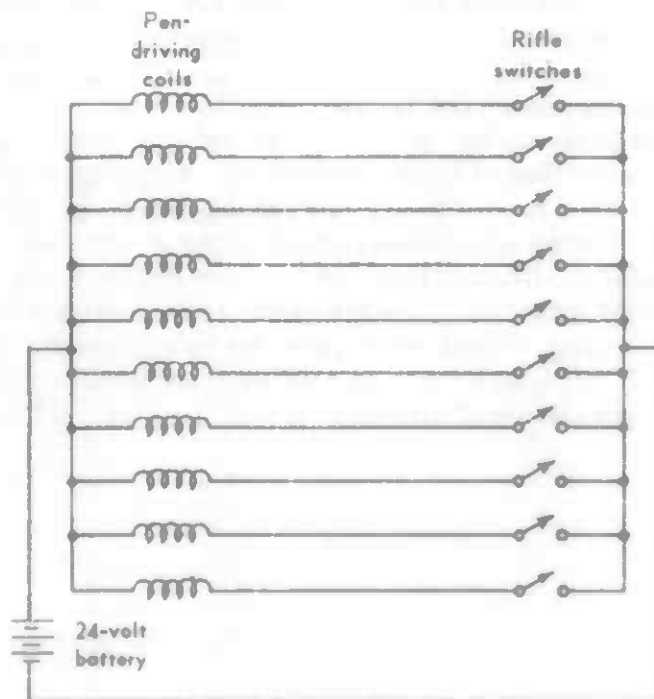 Pen-
driving
coils
Rifle
switches
24-volt
battery